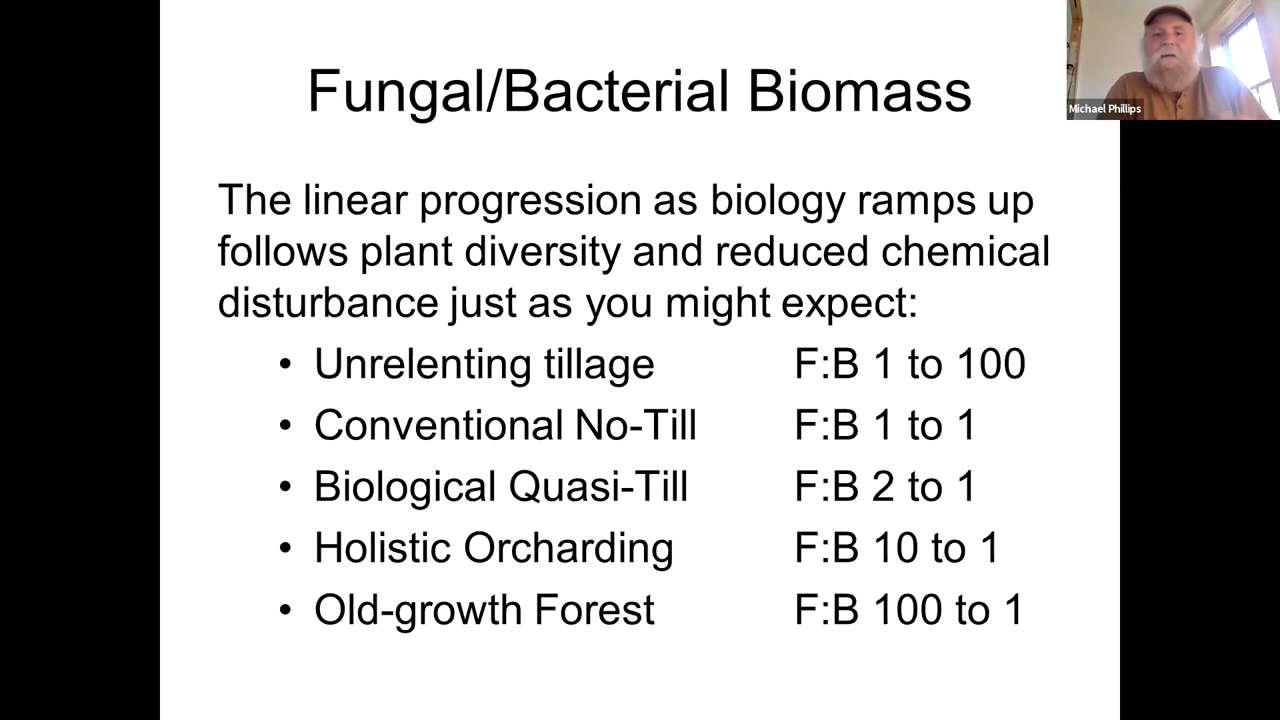 Fungal/Bacterial Biomass
Michael Phillips
The linear progression as biology ramps up
follows plant diversity and reduced chemical
disturbance just as you might expect:
• Unrelenting tillage F:B 1 to 100
• Conventional No-Till F:B 1 to 1
• Biological Quasi-Till F:B 2 to 1
• Holistic Orcharding F:B 10 to 1
• Old-growth Forest F:B 100 to 1